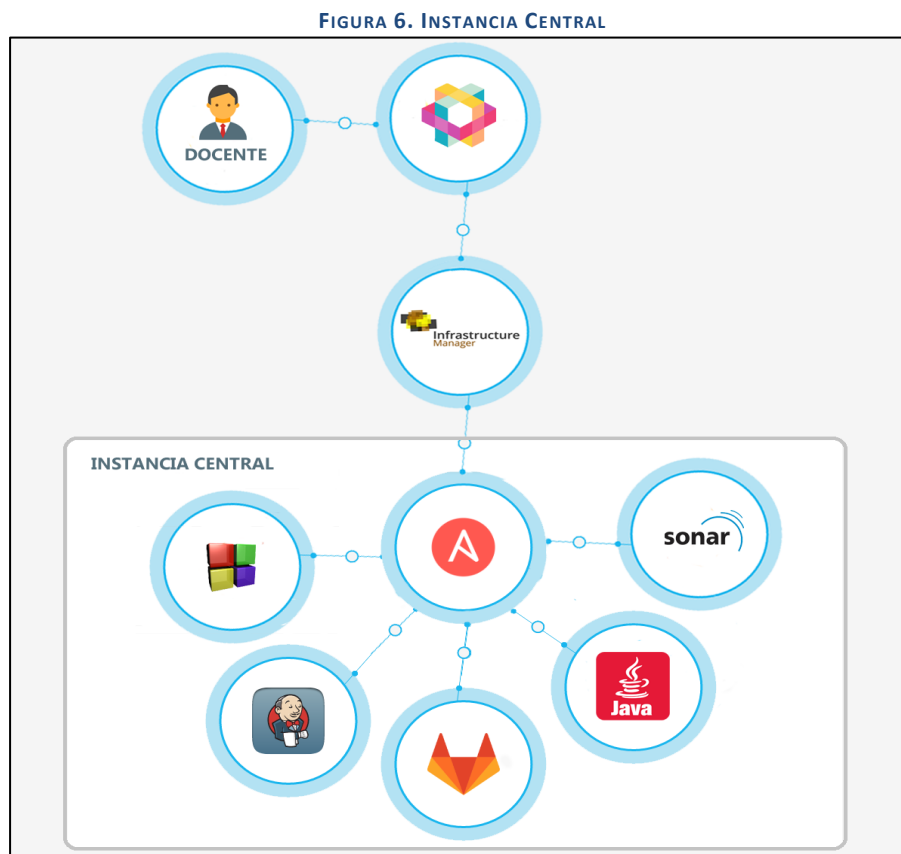 FIGURA 6. INSTANCIA CENTRAL
DOCENTE
Infrastructure
Manager
INSTANCIA CENTRAL
sonar
Java